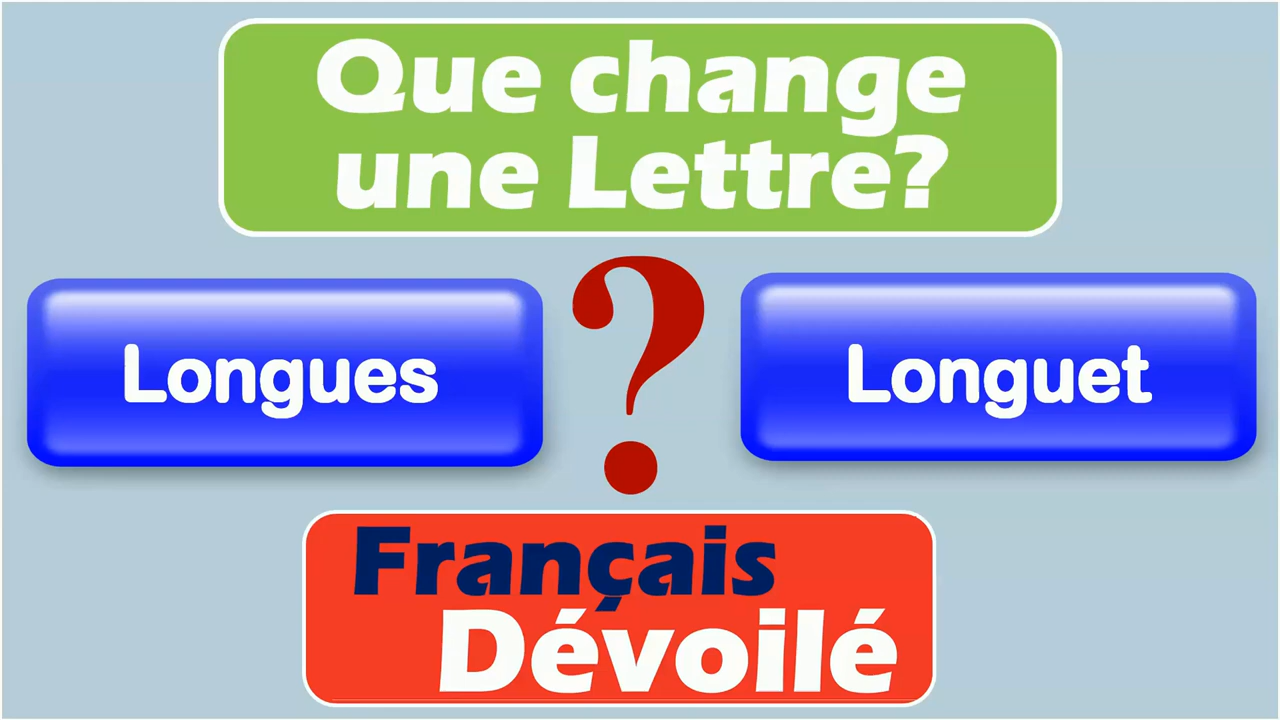 Que change
une Lettre?
Longues
?
Longuet
Français
Dévoilé